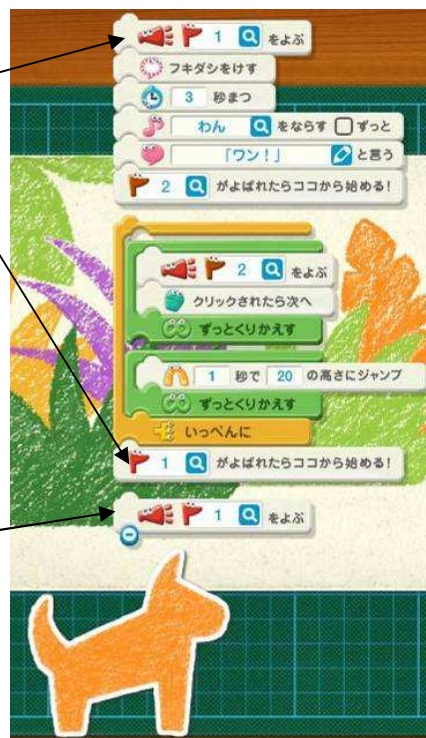 1 をよぶ
フキダシをけす
3 秒まつ
わん をならす ずっと
「ワン！」 と言う
2 がよばれたらココから始める！
2 をよぶ
クリックされたら次へ
ずっとくりかえす
1 秒で 20 の高さにジャンプ
ずっとくりかえす
いっぺんに
1 がよばれたらココから始める！
1 をよぶ